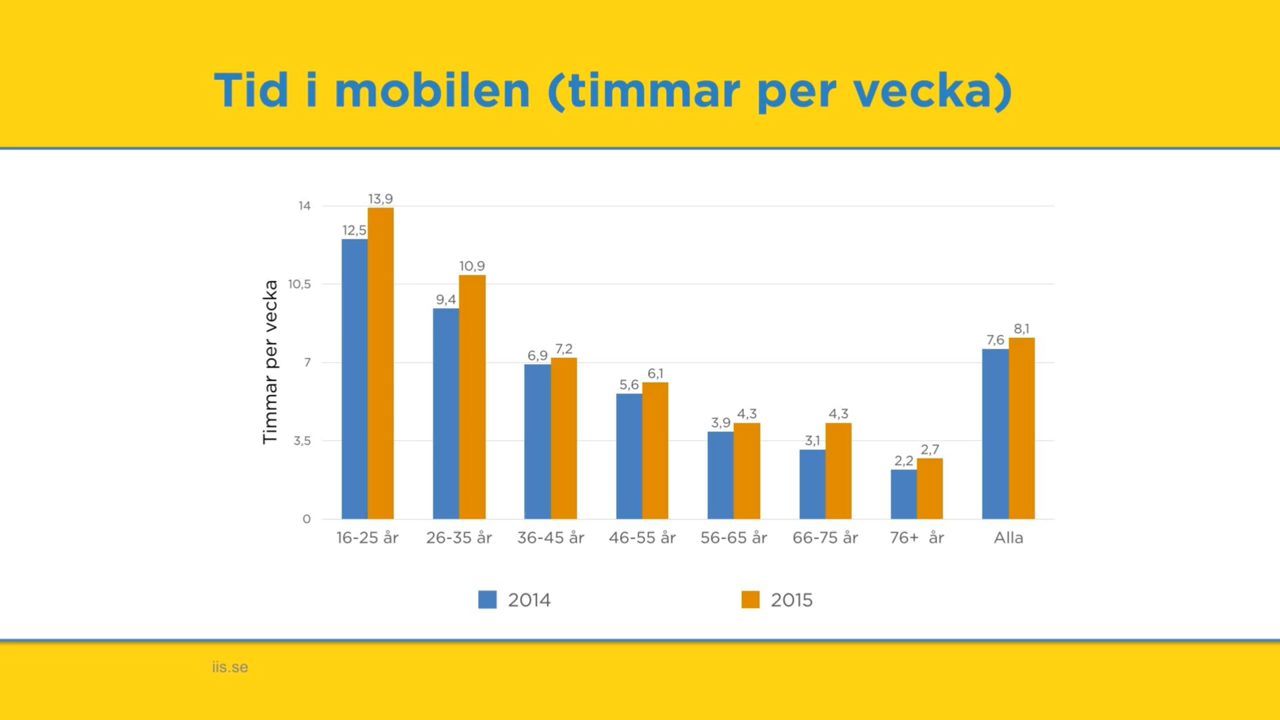 Tid i mobilen (timmar per vecka)
Timmar per vecka
14
10,5
7
3,5
0
12,5
13,9
9,4
10,9
6,9
7,2
5,6
6,1
3,9
4,3
3,1
4,3
2,2
2,7
7,6
8,1
16-25 år
26-35 år
36-45 år
46-55 år
56-65 år
66-75 år
76+ år
Alla
2014
2015
iis.se